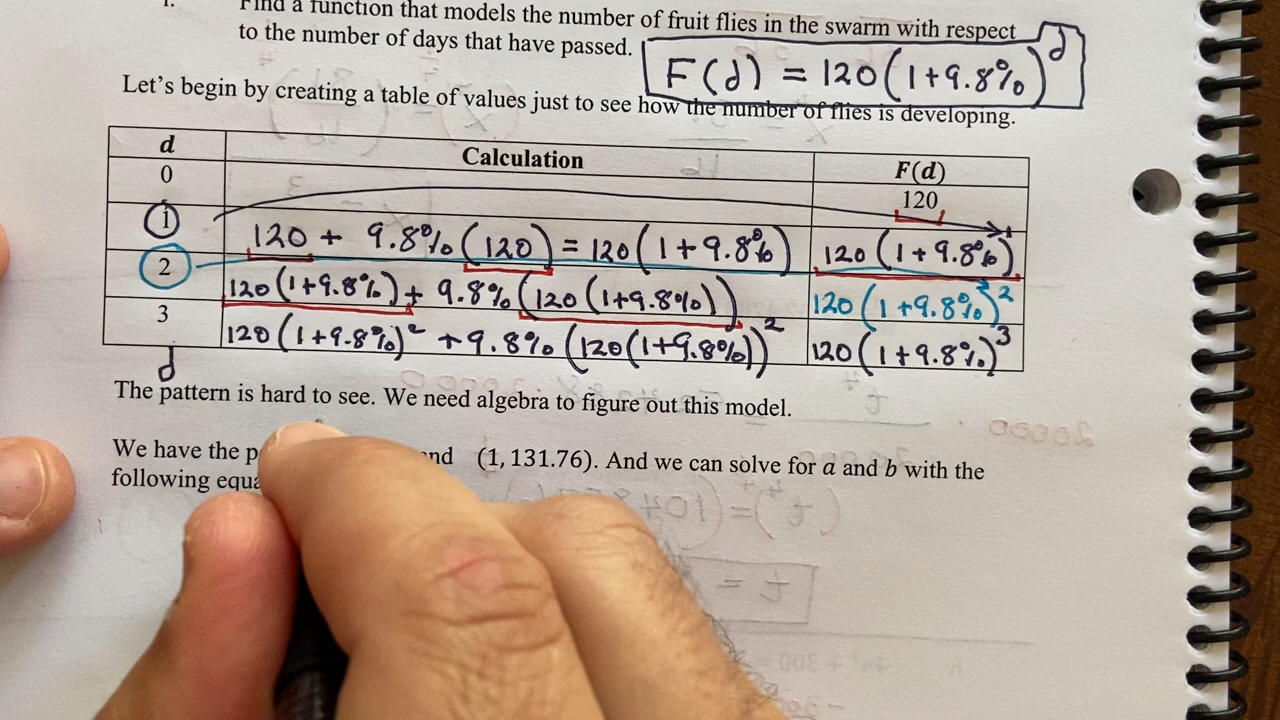 Find a function that models the number of fruit flies in the swarm with respect
to the number of days that have passed.
F(d) = 120(1+9.8%)^d
Let's begin by creating a table of values just to see how the number of flies is developing.
d Calculation F(d)
0 120
1 120 + 9.8%(120) = 120(1+9.8%) 120(1+9.8%)^1
2 120(1+9.8%) + 9.8%(120(1+9.8%)) 120(1+9.8%)^2
3 120(1+9.8%)^2 + 9.8%(120(1+9.8%))^2 120(1+9.8%)^3
d
The pattern is hard to see. We need algebra to figure out this model.
We have the (1, 131.76). And we can solve for a and b with the
following